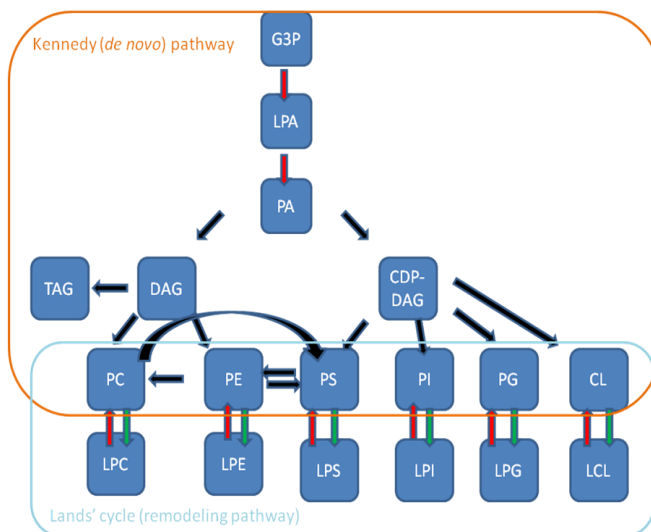 Kennedy (de novo) pathway
G3P
LPA
PA
TAG
DAG
CDP-
DAG
PC
PE
PS
PI
PG
CL
LPC
LPE
LPS
LPI
LPG
LCL
Lands' cycle (remodeling pathway)